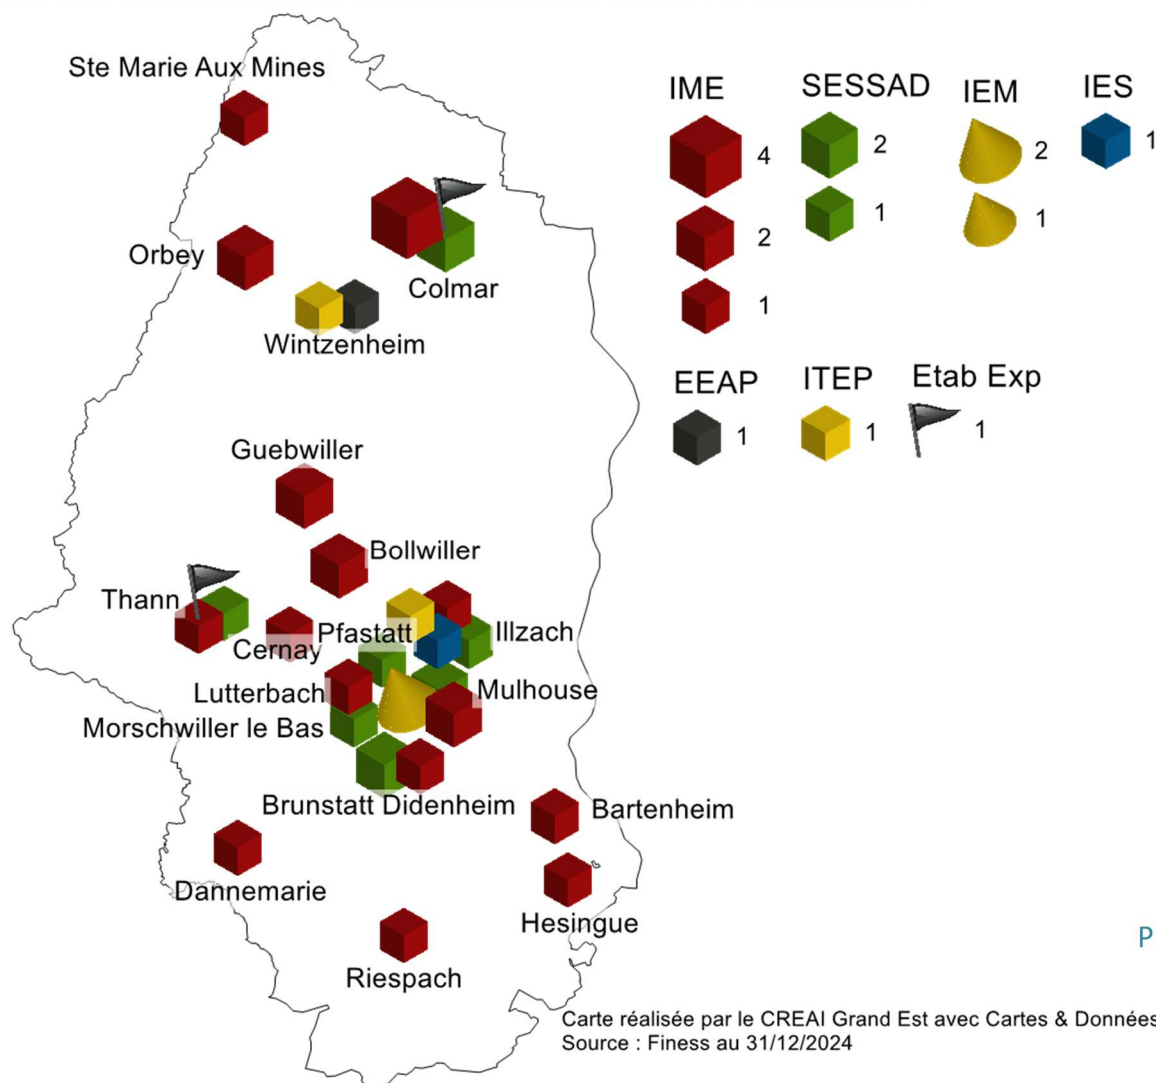 Ste Marie Aux Mines
Orbey
Colmar
Wintzenheim
Guebwiller
Bollwiller
Thann
Cernay
Pfastatt
Illzach
Lutterbach
Mulhouse
Morschwiller le Bas
Brunstatt Didenheim
Bartenheim
Dannemarie
Hesingue
Riespach
IME
4
2
1
SESSAD
2
1
IEM
2
1
IES
1
EEAP
1
ITEP
1
Etab Exp
1
P
Carte réalisée par le CREAI Grand Est avec Cartes & Données
Source : Finess au 31/12/2024